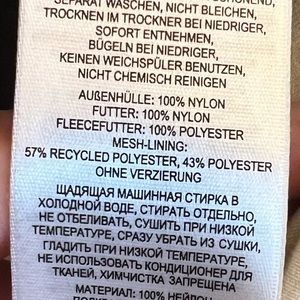 SEPARAT WASCHEN, NICHT BLEICHEN,
TROCKNEN IM TROCKNER BEI NIEDRIGER,
SOFORT ENTNEHMEN,
BÜGELN BEI NIEDRIGER,
KEINEN WEICHSPÜLER BENUTZEN,
NICHT CHEMISCH REINIGEN
AUßENHÜLLE: 100% NYLON
FUTTER: 100% NYLON
FLEECEFUTTER: 100% POLYESTER
MESH-LINING:
57% RECYCLED POLYESTER, 43% POLYESTER
OHNE VERZIERUNG
ЩАДЯЩАЯ МАШИННАЯ СТИРКА В
ХОЛОДНОЙ ВОДЕ, СТИРАТЬ ОТДЕЛЬНО,
НЕ ОТБЕЛИВАТЬ, СУШИТЬ ПРИ НИЗКОЙ
ТЕМПЕРАТУРЕ, СРАЗУ УБРАТЬ ИЗ СУШКИ,
ГЛАДИТЬ ПРИ НИЗКОЙ ТЕМПЕРАТУРЕ,
НЕ ИСПОЛЬЗОВАТЬ КОНДИЦИОНЕР ДЛЯ
ТКАНЕЙ, ХИМЧИСТКА ЗАПРЕЩЕНА
МАТЕРИАЛ: 100% НЕЙЛОН